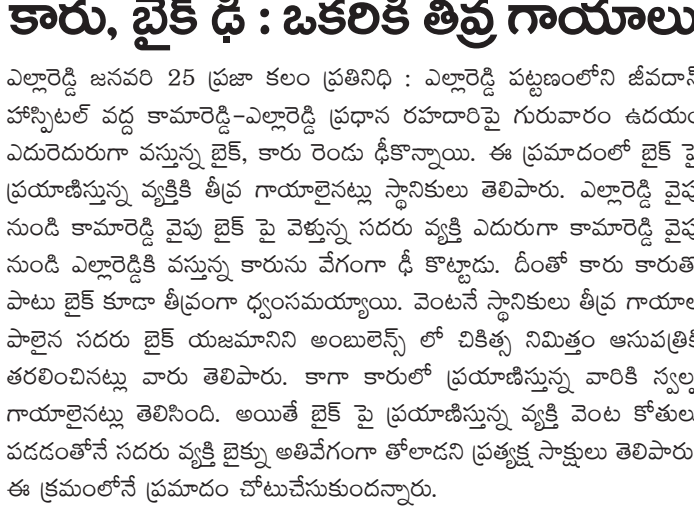 కారు, బైక్ ఢీ : ఒకరికి తీవ్ర గాయాలు
ఎల్లారెడ్డి జనవరి 25 ప్రజా కలం ప్రతినిధి : ఎల్లారెడ్డి పట్టణంలోని జీవదాన్
హాస్పిటల్ వద్ద కామారెడ్డి-ఎల్లారెడ్డి ప్రధాన రహదారిపై గురువారం ఉదయం
ఎదురెదురుగా వస్తున్న బైక్, కారు రెండు ఢీకొన్నాయి. ఈ ప్రమాదంలో బైక్ పై
ప్రయాణిస్తున్న వ్యక్తికి తీవ్ర గాయాలైనట్లు స్థానికులు తెలిపారు. ఎల్లారెడ్డి వైపు
నుండి కామారెడ్డి వైపు బైక్ పై వెళ్తున్న సదరు వ్యక్తి ఎదురుగా కామారెడ్డి వైపు
నుండి ఎల్లారెడ్డికి వస్తున్న కారును వేగంగా ఢీ కొట్టాడు. దీంతో కారు కారుతో
పాటు బైక్ కూడా తీవ్రంగా ధ్వంసమయ్యాయి. వెంటనే స్థానికులు తీవ్ర గాయాల
పాలైన సదరు బైక్ యజమానిని అంబులెన్స్ లో చికిత్స నిమిత్తం ఆసుపత్రికి
తరలించినట్లు వారు తెలిపారు. కాగా కారులో ప్రయాణిస్తున్న వారికి స్వల్ప
గాయాలైనట్లు తెలిసింది. అయితే బైక్ పై ప్రయాణిస్తున్న వ్యక్తి వెంట కోతులు
పడడంతోనే సదరు వ్యక్తి బైక్ను అతివేగంగా తోలాడని ప్రత్యక్ష సాక్షులు తెలిపారు
ఈ క్రమంలోనే ప్రమాదం చోటుచేసుకుందన్నారు.